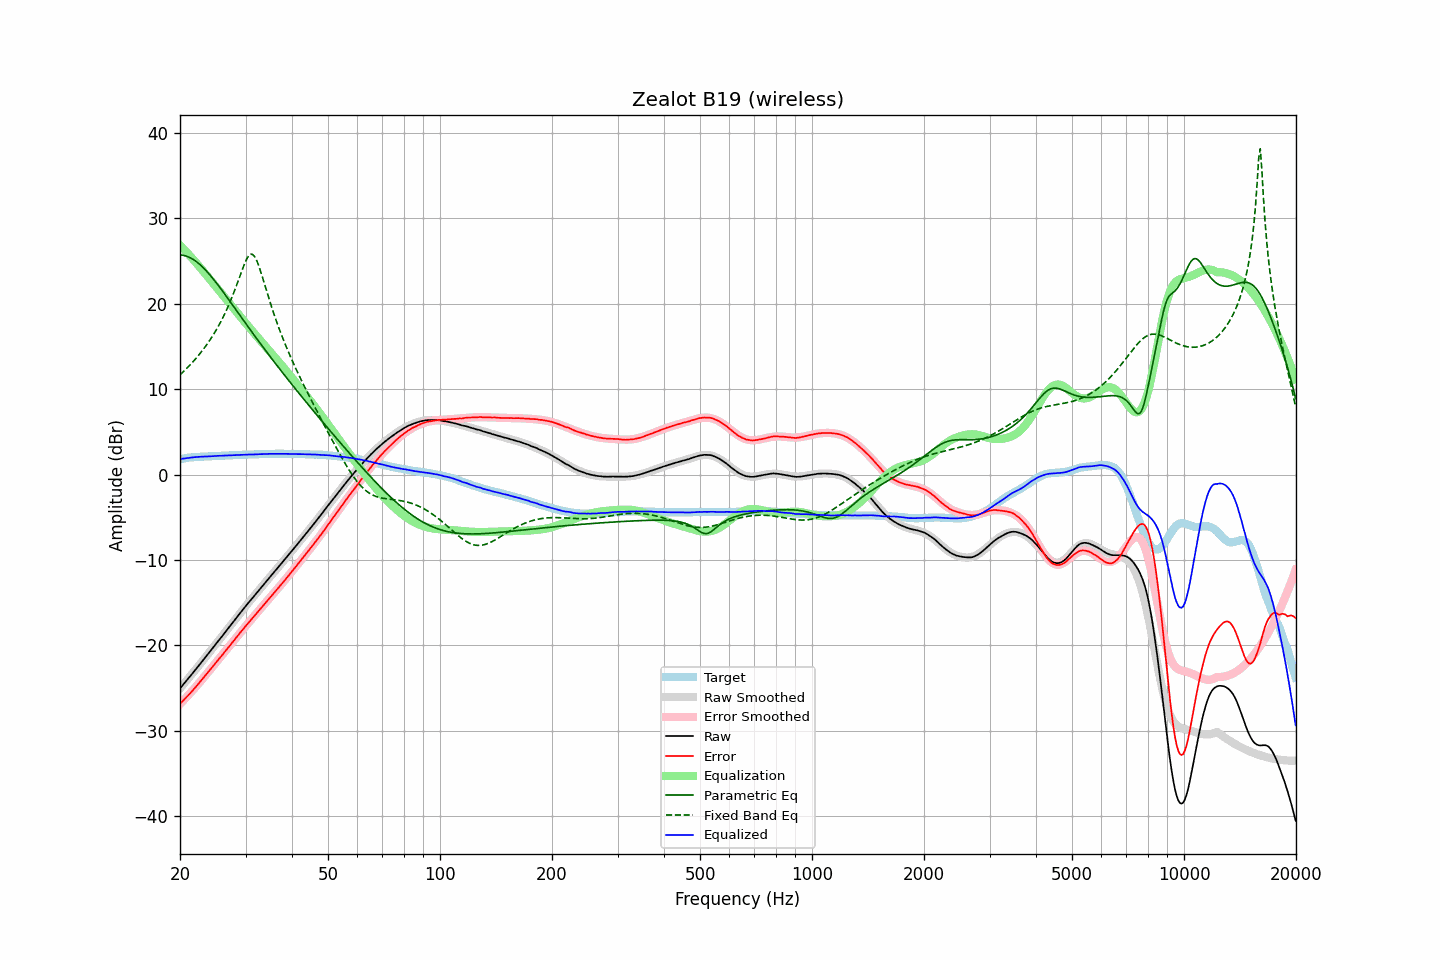 Zealot B19 (wireless)
Amplitude (dBr)
40
30
20
10
0
−10
−20
−30
−40
Target
Raw Smoothed
Error Smoothed
Raw
Error
Equalization
Parametric Eq
Fixed Band Eq
Equalized
20 50 100 200 500 1000 2000 5000 10000 20000
Frequency (Hz)